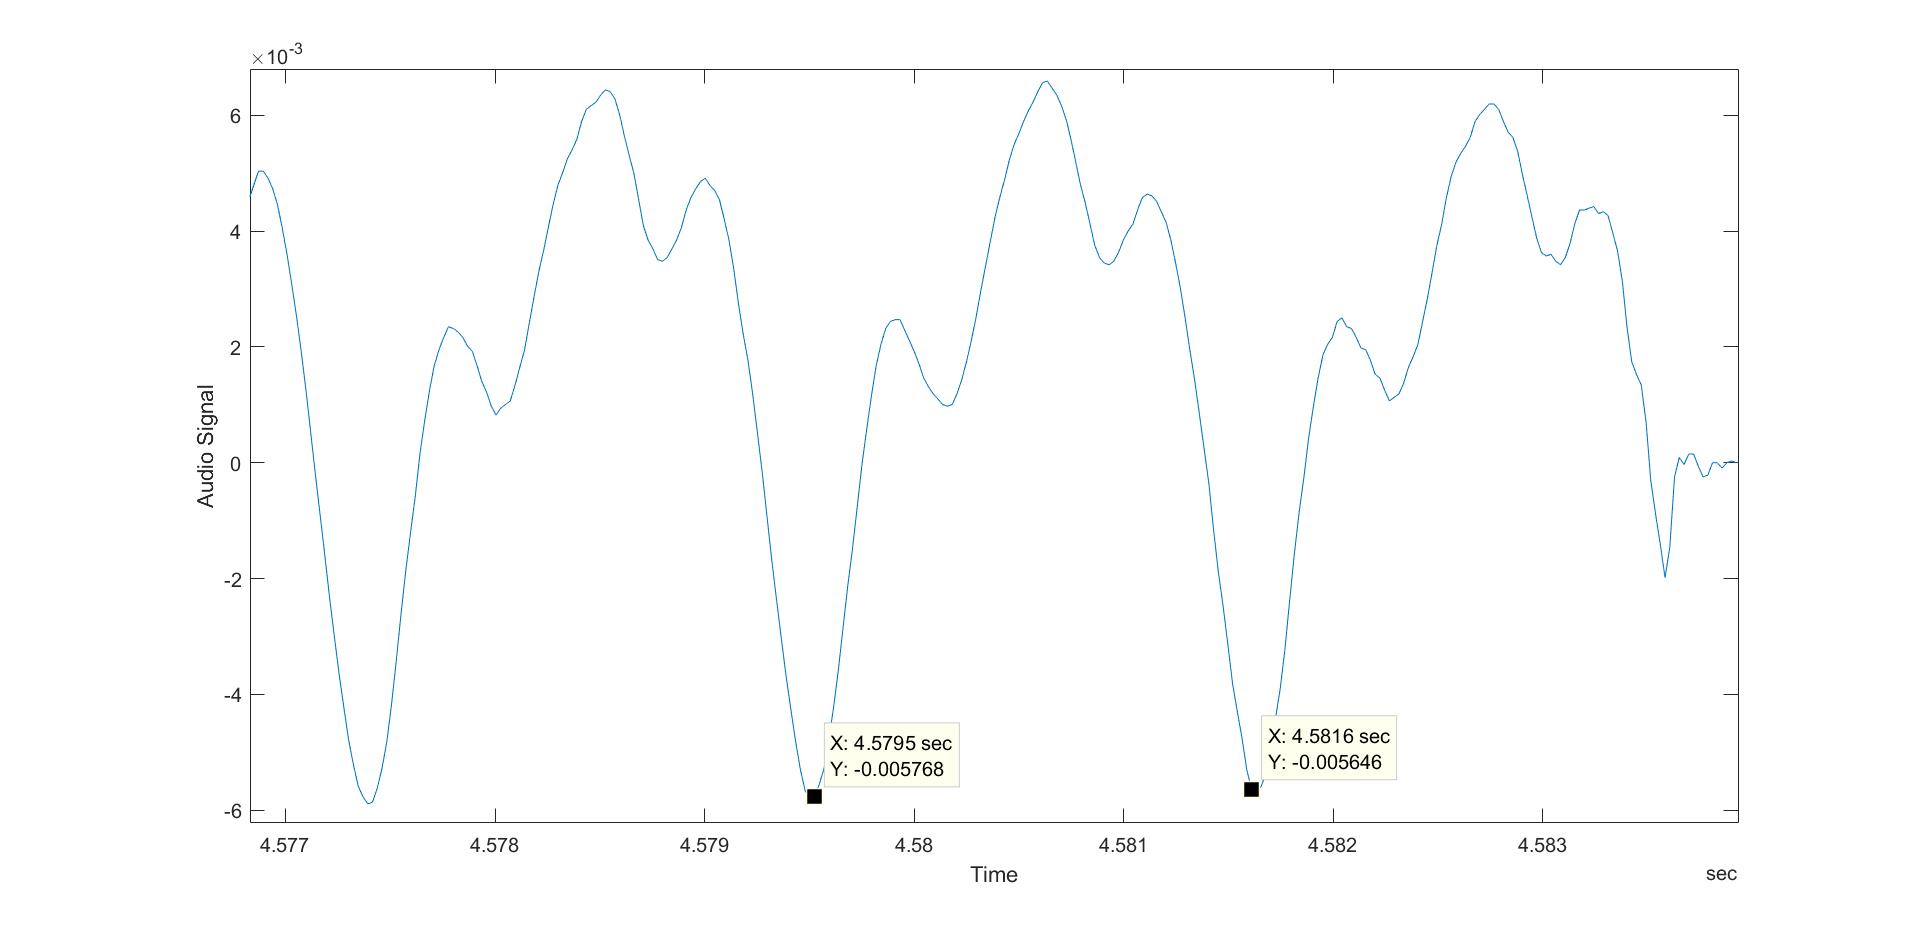 ×10-3
6
4
2
0
-2
-4
-6
Audio Signal
X: 4.5795 sec
Y: -0.005768
X: 4.5816 sec
Y: -0.005646
4.577
4.578
4.579
4.58
4.581
4.582
4.583
Time
sec